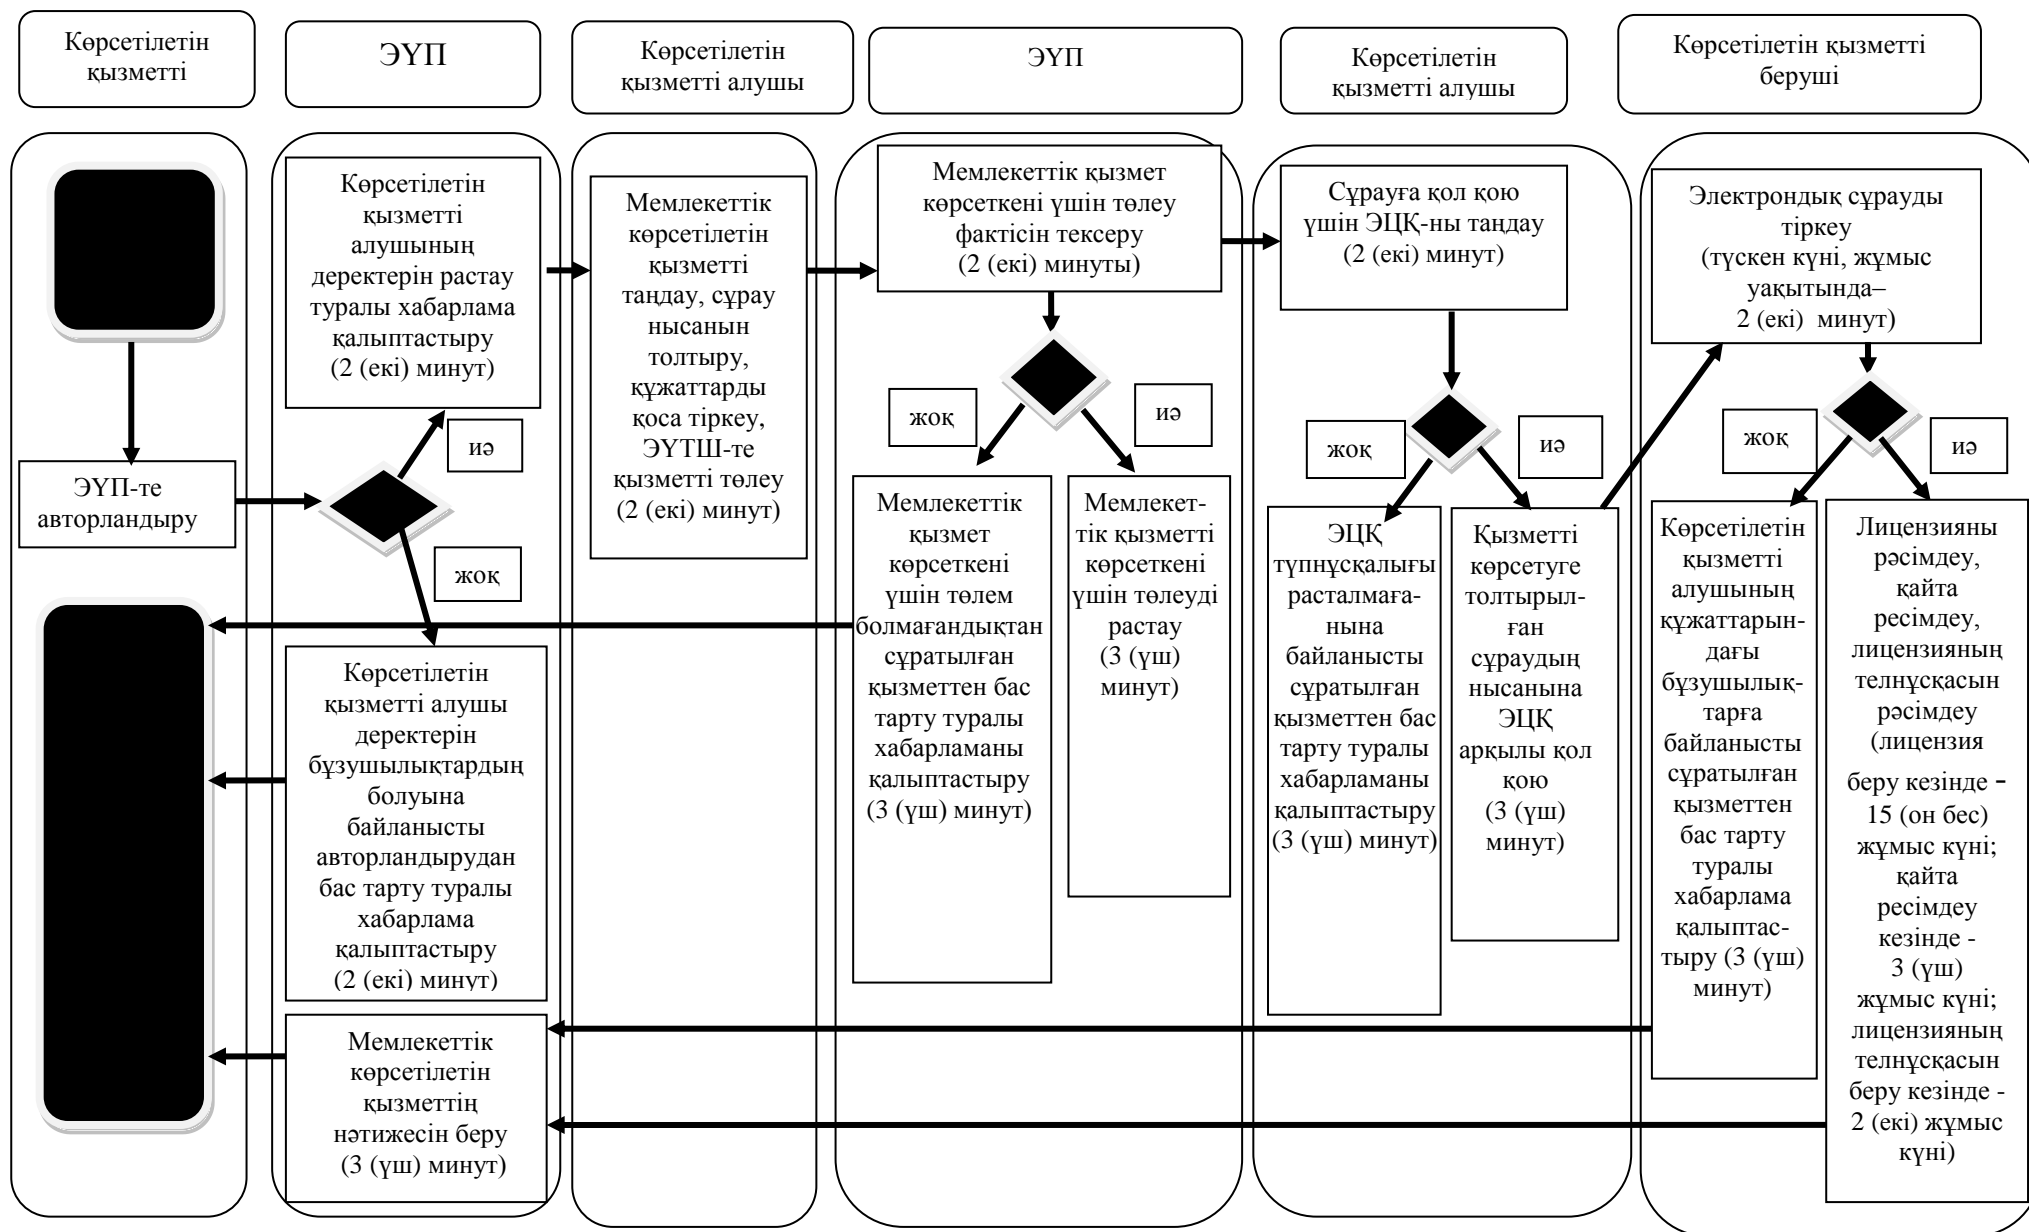 Көрсетілетін
қызметті
ЭҮП
Көрсетілетін
қызметті алушы
ЭҮП
Көрсетілетін
қызметті алушы
Көрсетілетін қызметті
беруші
ЭҮП-те
авторландыру
Көрсетілетін
қызметті
алушының
деректерін растау
туралы хабарлама
қалыптастыру
(2 (екі) минут)
иә
жоқ
Көрсетілетін
қызметті алушы
деректерін
бұзушылықтардың
болуына
байланысты
авторландырудан
бас тарту туралы
хабарлама
қалыптастыру
(2 (екі) минут)
Мемлекеттік
көрсетілетін
қызметтің
нәтижесін беру
(3 (үш) минут)
Мемлекеттік
көрсетілетін
қызметті
таңдау, сұрау
нысанын
толтыру,
құжаттарды
қоса тіркеу,
ЭҮТШ-те
қызметті төлеу
(2 (екі) минут)
Мемлекеттік қызмет
көрсеткені үшін төлеу
фактісін тексеру
(2 (екі) минуты)
жоқ
иә
Мемлекеттік
қызмет
көрсеткені
үшін төлем
болмағандықтан
сұратылған
қызметтен бас
тарту туралы
хабарламаны
қалыптастыру
(3 (үш) минут)
Мемлекет-
тік қызметті
көрсеткені
үшін төлеуді
растау
(3 (үш)
минут)
Сұрауға қол қою
үшін ЭЦҚ-ны таңдау
(2 (екі) минут)
жоқ
иә
ЭЦҚ
түпнұсқалығы
расталмаға-
нына
байланысты
сұратылған
қызметтен бас
тарту туралы
хабарламаны
қалыптастыру
(3 (үш) минут)
Қызметті
көрсетуге
толтырыл-
ған
сұраудың
нысанына
ЭЦҚ
арқылы қол
қою
(3 (үш)
минут)
Электрондық сұрауды
тіркеу
(түскен күні, жұмыс
уақытында–
2 (екі) минут)
жоқ
иә
Көрсетілетін
қызметті
алушының
құжаттарын-
дағы
бұзушылық-
тарға
байланысты
сұратылған
қызметтен
бас тарту
туралы
хабарлама
қалыптас-
тыру (3 (үш)
минут)
Лицензияны
рәсімдеу,
қайта
ресімдеу,
лицензияның
телнұсқасын
рәсімдеу
(лицензия
беру кезінде -
15 (он бес)
жұмыс күні;
қайта
ресімдеу
кезінде -
3 (үш)
жұмыс күні;
лицензияның
телнұсқасын
беру кезінде -
2 (екі) жұмыс
күні)